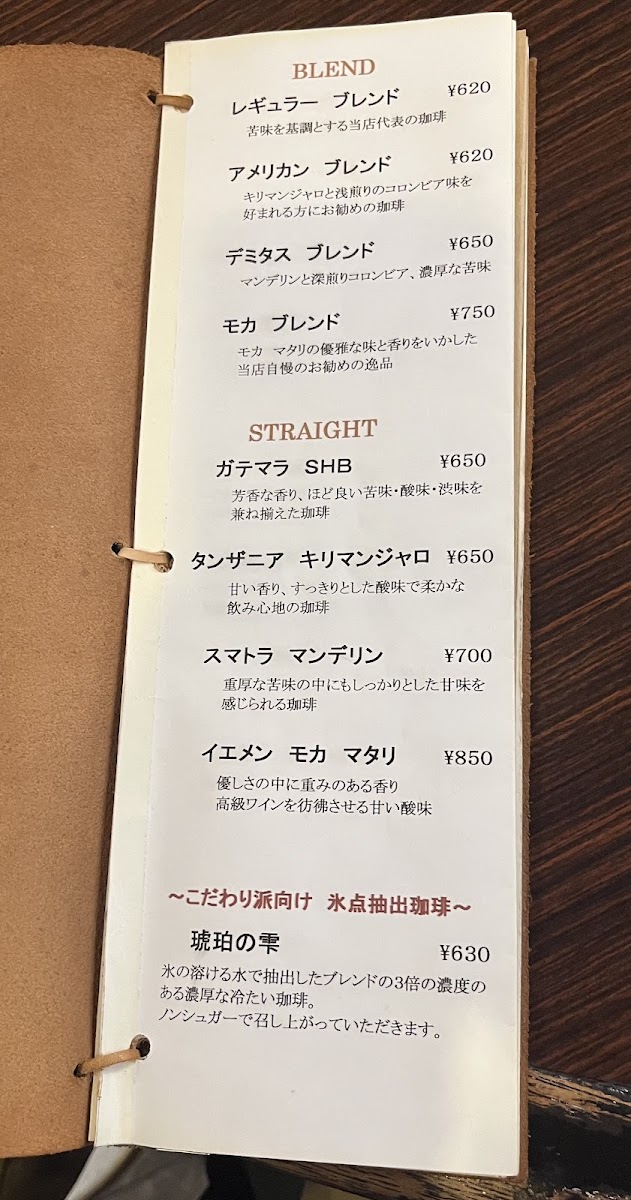 BLEND
レギュラー ブレンド ¥620
苦味を基調とする当店代表の珈琲
アメリカン ブレンド ¥620
キリマンジャロと浅煎りのコロンビア味を
好まれる方にお勧めの珈琲
デミタス ブレンド ¥650
マンデリンと深煎りコロンビア、濃厚な苦味
モカ ブレンド ¥750
モカ マタリの優雅な味と香りをいかした
当店自慢のお勧めの逸品
STRAIGHT
ガテマラ SHB ¥650
芳香な香り、ほど良い苦味・酸味・渋味を
兼ね揃えた珈琲
タンザニア キリマンジャロ ¥650
甘い香り、すっきりとした酸味で柔かな
飲み心地の珈琲
スマトラ マンデリン ¥700
重厚な苦味の中にもしっかりとした甘味を
感じられる珈琲
イエメン モカ マタリ ¥850
優しさの中に重みのある香り
高級ワインを彷彿させる甘い酸味
～こだわり派向け 氷点抽出珈琲～
琥珀の雫 ¥630
氷の溶ける水で抽出したブレンドの3倍の濃度の
ある濃厚な冷たい珈琲。
ノンシュガーで召し上がっていただきます。